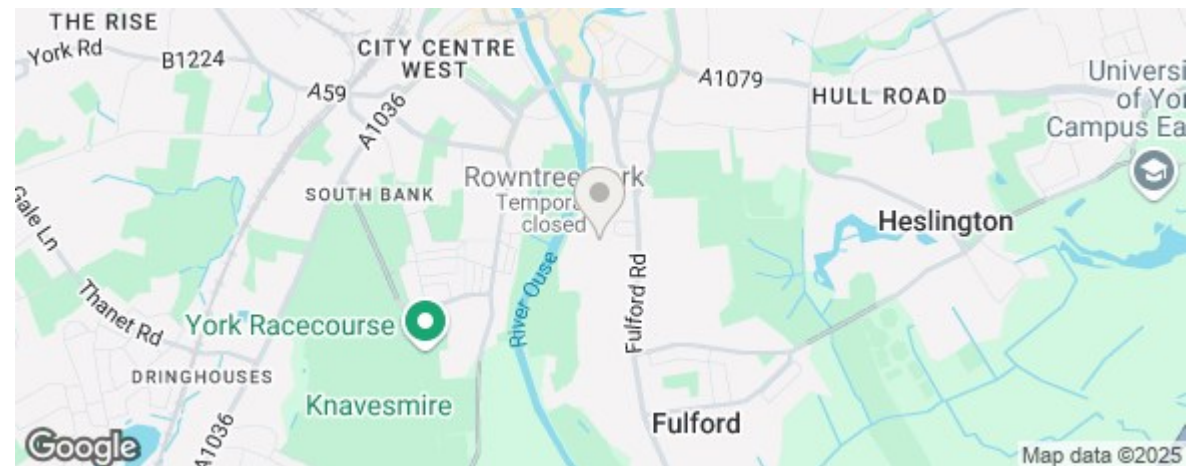 THE RISE
York Rd
B1224
CITY CENTRE
WEST
A59
A1036
A1079
HULL ROAD
Universi
of Yor
Campus Ea
SOUTH BANK
Rowntree
rk
Tempora
closed
Heslington
Gale Ln
Thanet Rd
River Ouse
Fulford Rd
York Racecourse
DRINGHOUSES
Knavesmire
Fulford
A1036
Google
Map data ©2025